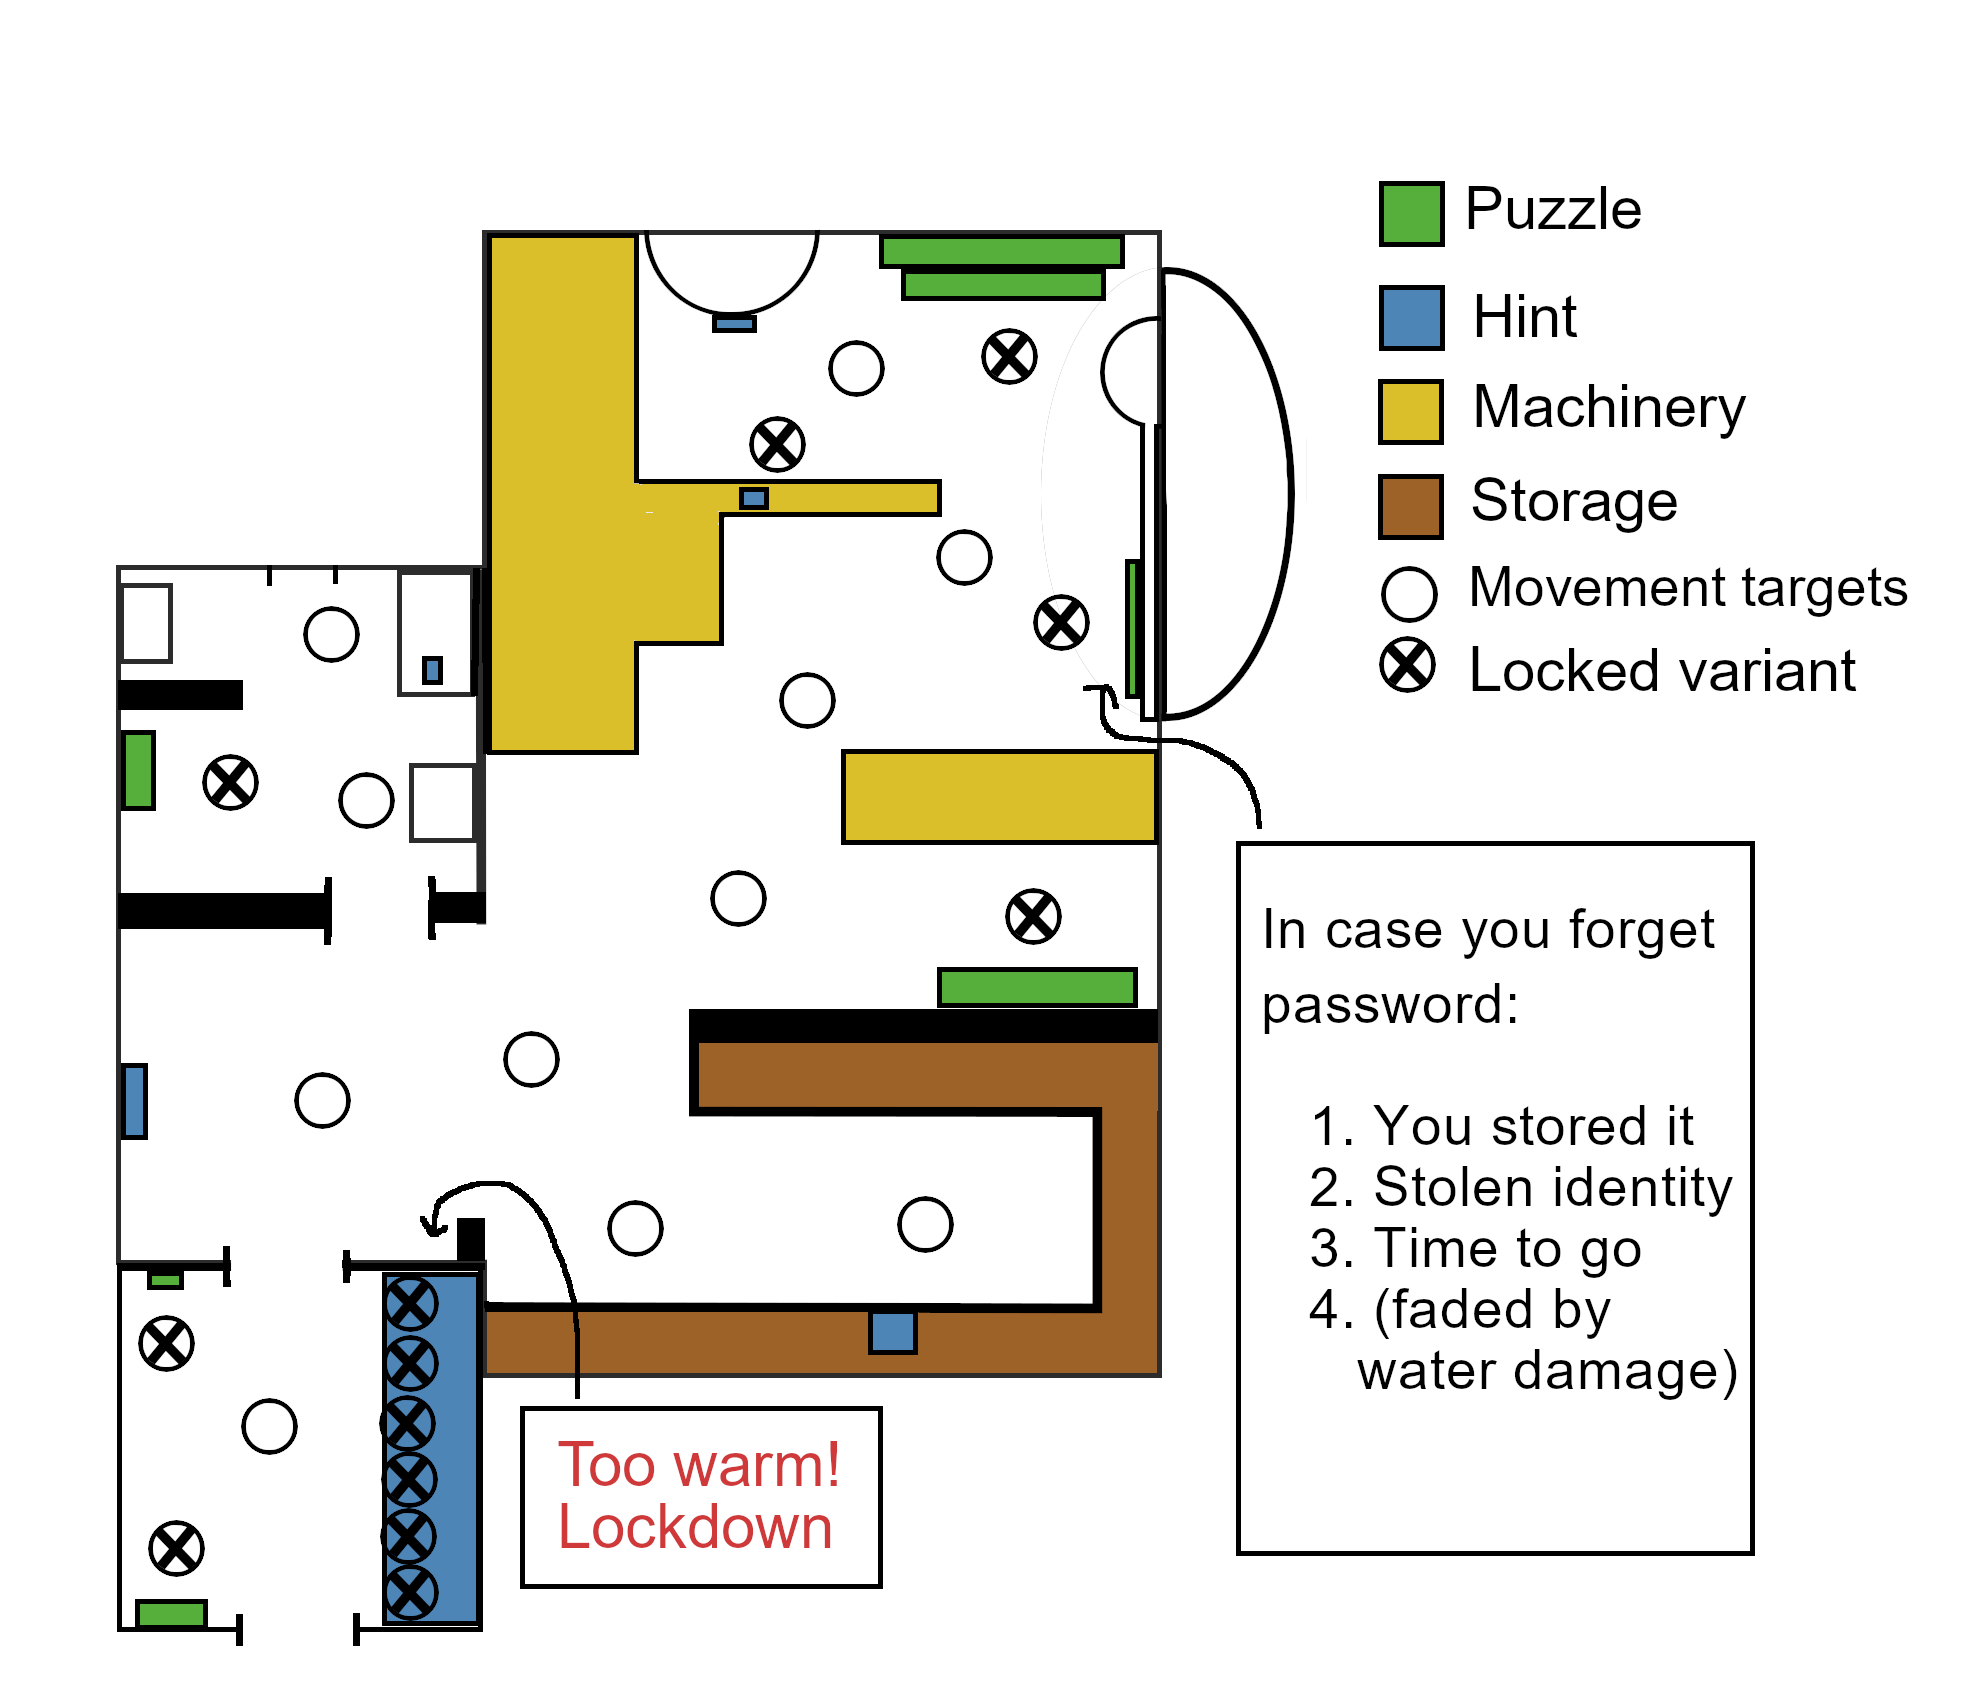 Puzzle
Hint
Machinery
Storage
Movement targets
Locked variant
In case you forget
password:
1. You stored it
2. Stolen identity
3. Time to go
4. (faded by
water damage)
Too warm!
Lockdown